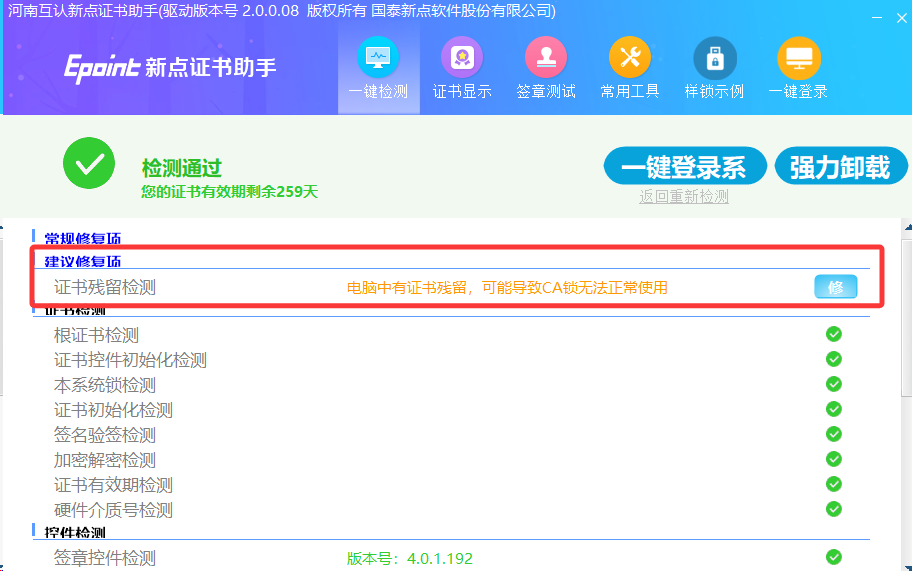 河南互认新点证书助手(驱动版本号 2.0.0.08 版权所有 国泰新点软件股份有限公司)
Epoint 新点证书助手
一键检测 证书显示 签章测试 常用工具 样锁示例 一键登录
检测通过
您的证书有效期剩余259天
一键登录系 强力卸载
返回重新检测
常规修复项
建议修复项
证书残留检测 电脑中有证书残留，可能导致CA锁无法正常使用 修
证书检测
根证书检测
证书控件初始化检测
本系统锁检测
证书初始化检测
签名验签检测
加密解密检测
证书有效期检测
硬件介质号检测
控件检测
签章控件检测 版本号：4.0.1.192